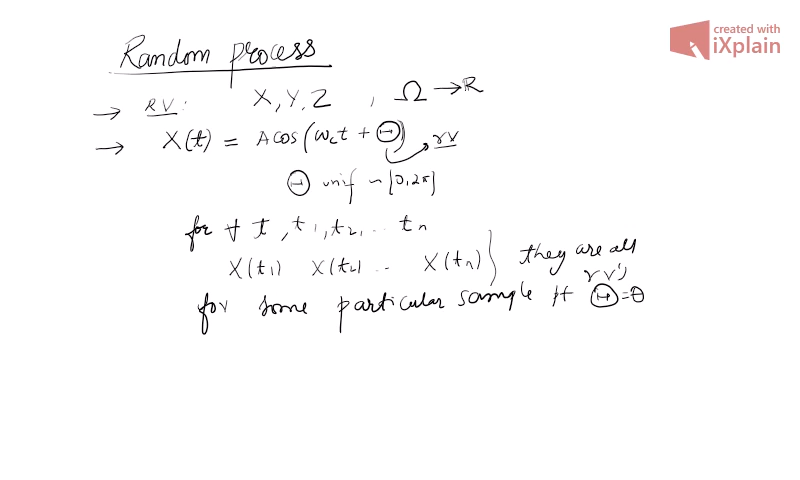 created with
iXplain
Random process
→ RV: X, Y, Z , Ω → R
→ X(t) = A cos(ω_c t + Θ) → rv
Θ unif ~ [0, 2π]
for ∀ t, t₁, t₂, .. tₙ
X(t₁) X(t₂) .. X(tₙ) } they are all rv's
for some particular sample pt Θ = θ